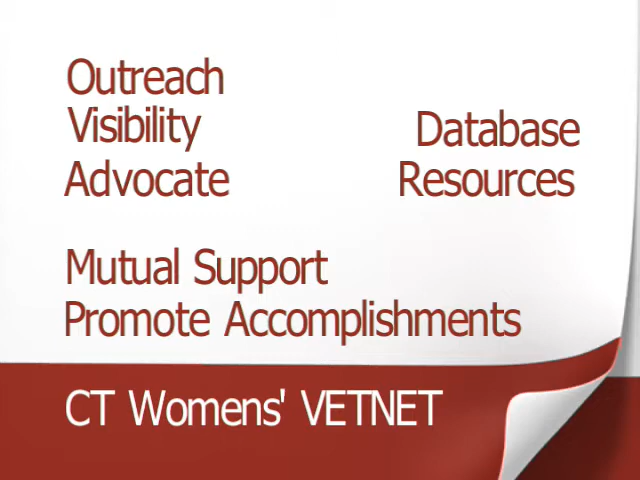 Outreach
Visibility
Advocate
Database
Resources
Mutual Support
Promote Accomplishments
CT Womens' VETNET